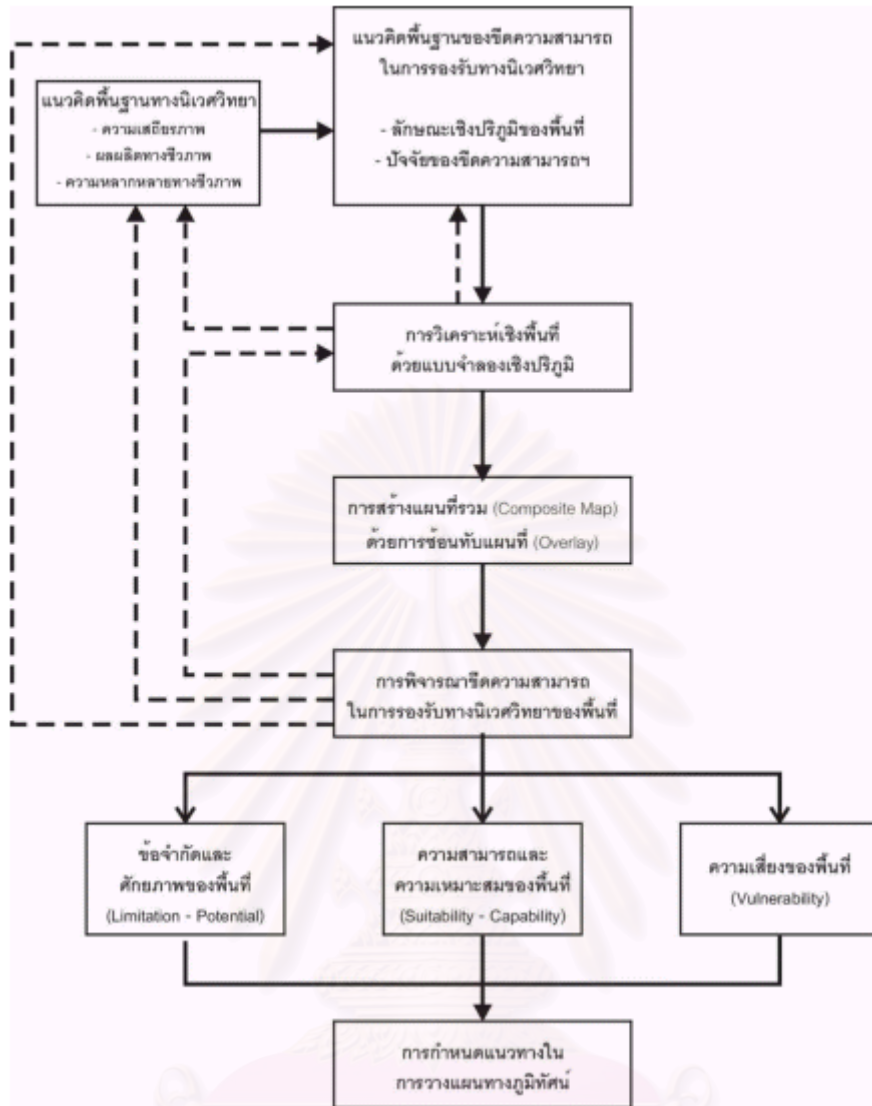 แนวคิดพื้นฐานของขีดความสามารถ
ในการรองรับทางนิเวศวิทยา
- ลักษณะเชิงปริภูมิของพื้นที่
- ปัจจัยของขีดความสามารถฯ
แนวคิดพื้นฐานทางนิเวศวิทยา
- ความเสถียรภาพ
- ผลผลิตทางชีวภาพ
- ความหลากหลายทางชีวภาพ
การวิเคราะห์เชิงพื้นที่
ด้วยแบบจำลองเชิงปริภูมิ
การสร้างแผนที่รวม (Composite Map)
ด้วยการซ้อนทับแผนที่ (Overlay)
การพิจารณาขีดความสามารถ
ในการรองรับทางนิเวศวิทยาของพื้นที่
ข้อจำกัดและ
ศักยภาพของพื้นที่
(Limitation - Potential)
ความสามารถและ
ความเหมาะสมของพื้นที่
(Suitability - Capability)
ความเสี่ยงของพื้นที่
(Vulnerability)
การกำหนดแนวทางใน
การวางแผนทางภูมิทัศน์